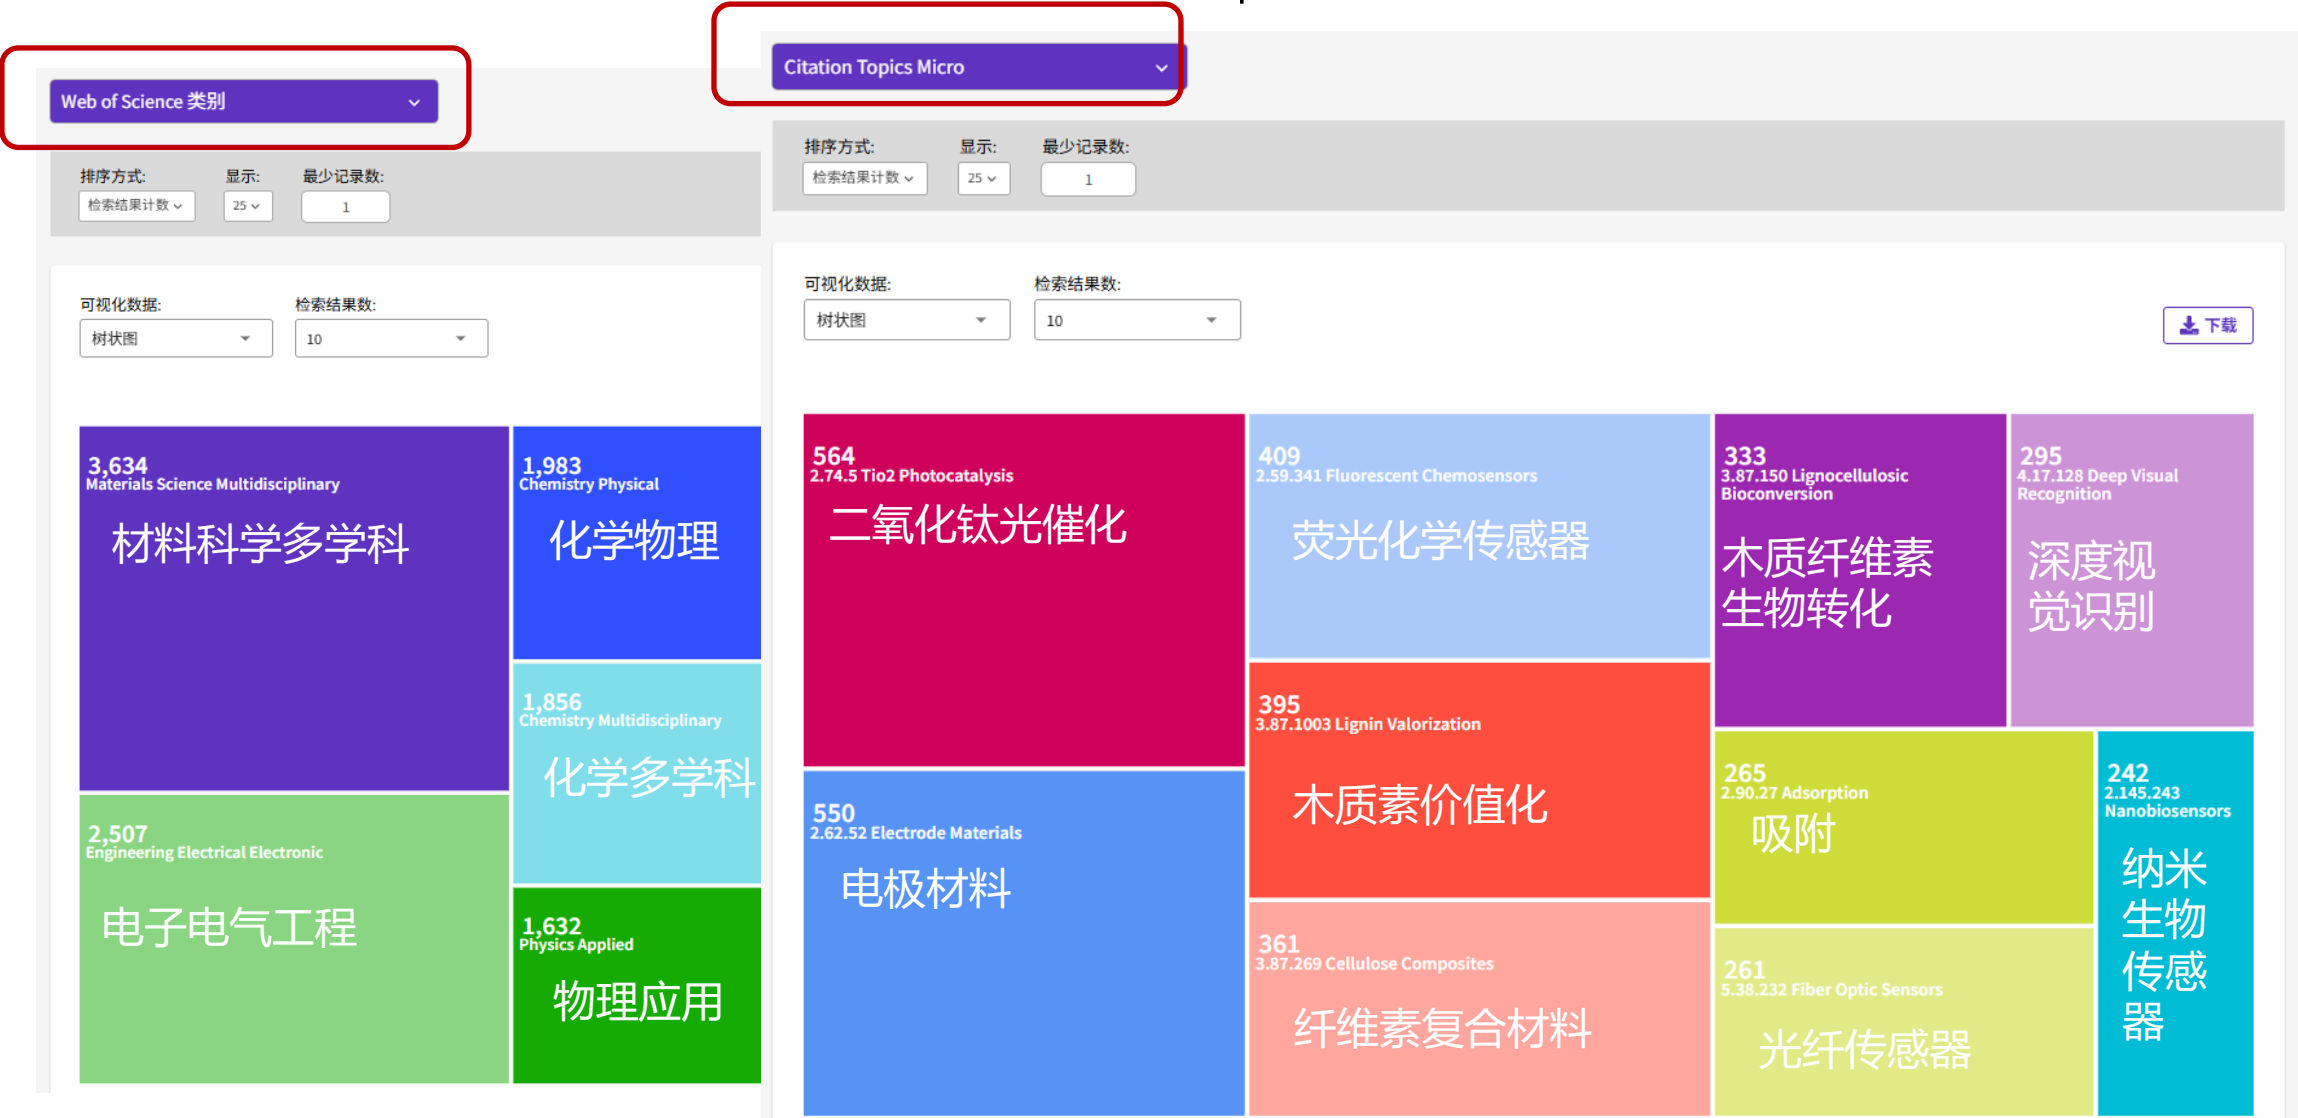 Web of Science 类别
排序方式:
显示:
最少记录数:
检索结果计数
25
1
可视化数据:
检索结果数:
树状图
10
3,634
Materials Science Multidisciplinary
材料科学多学科
2,507
Engineering Electrical Electronic
电子电气工程
1,983
Chemistry Physical
化学物理
1,856
Chemistry Multidisciplinary
化学多学科
1,632
Physics Applied
物理应用
Citation Topics Micro
排序方式:
显示:
最少记录数:
检索结果计数
25
1
可视化数据:
检索结果数:
树状图
10
下载
564
2.74.5 Tio2 Photocatalysis
二氧化钛光催化
550
2.62.52 Electrode Materials
电极材料
409
2.59.341 Fluorescent Chemosensors
荧光化学传感器
395
3.87.1003 Lignin Valorization
木质素价值化
361
3.87.269 Cellulose Composites
纤维素复合材料
333
3.87.150 Lignocellulosic
Bioconversion
木质纤维素
生物转化
295
4.17.128 Deep Visual
Recognition
深度视
觉识别
265
2.90.27 Adsorption
吸附
261
5.38.232 Fiber Optic Sensors
光纤传感器
242
2.145.243
Nanobiosensors
纳米
生物
传感
器